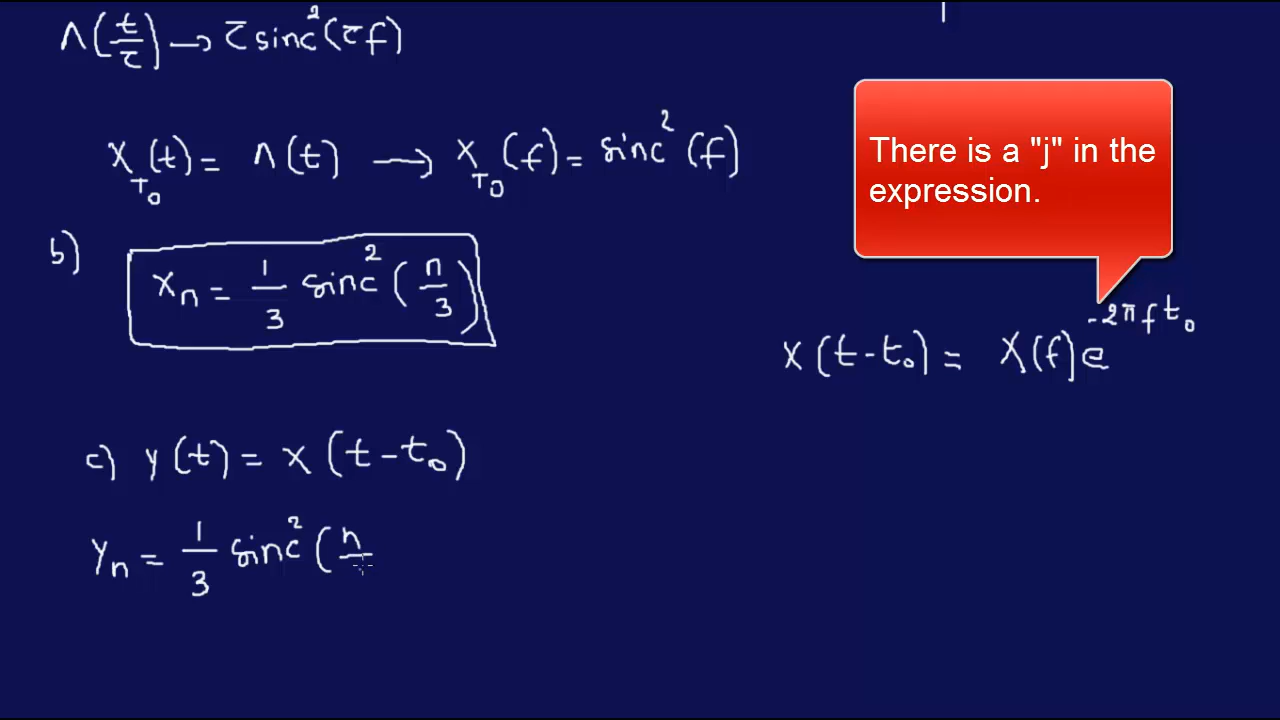 Λ(t/τ) → τ sinc²(τf)
There is a "j" in the
expression.
x_T₀(t) = Λ(t) → X_T₀(f) = sinc²(f)
b) x_n = 1/3 sinc²(n/3)
x(t-t₀) = X(f)e^-2πft₀
c) y(t) = x(t-t₀)
y_n = 1/3 sinc²(n/